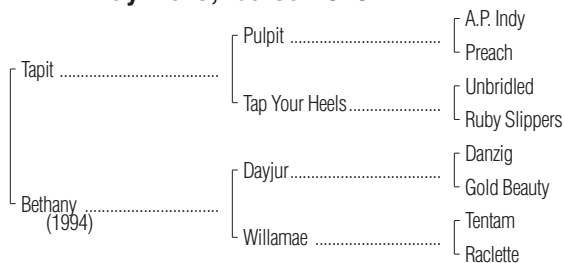 A.P. Indy
Pulpit
Preach
Tapit
Unbridled
Tap Your Heels
Ruby Slippers
Danzig
Dayjur
Gold Beauty
Bethany
(1994)
Tentam
Willamae
Raclette